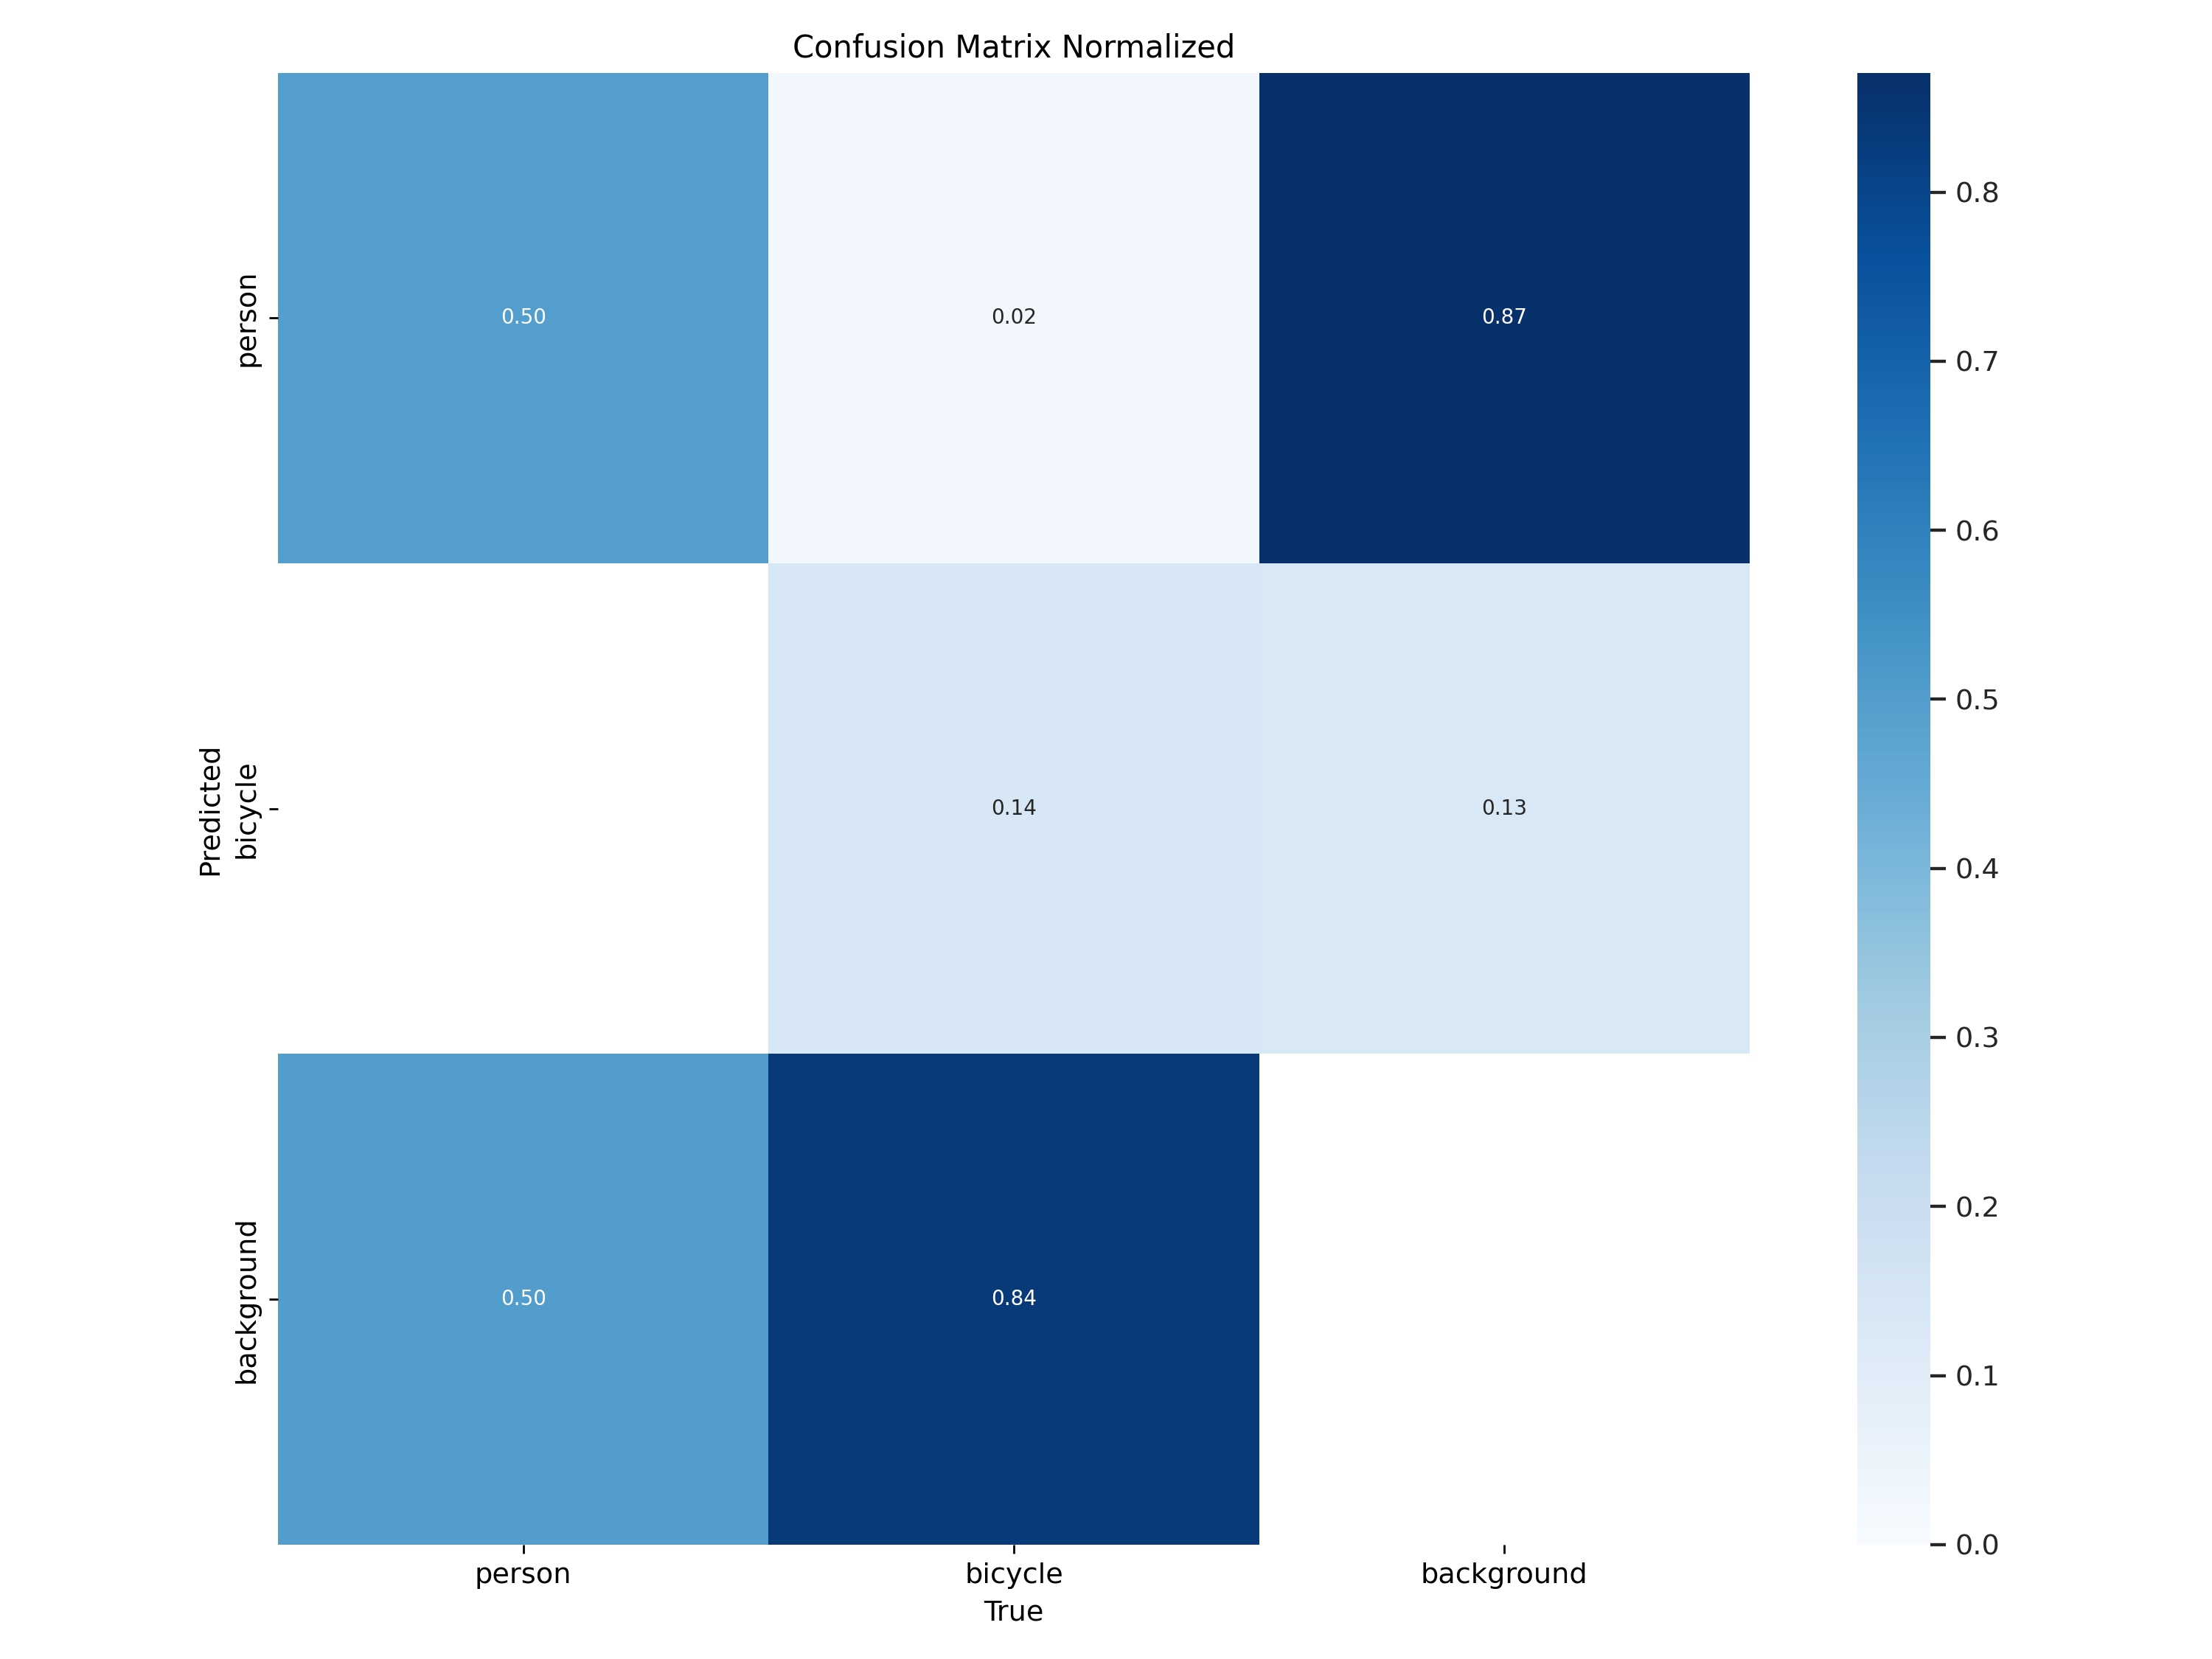 Confusion Matrix Normalized
person
0.50
0.02
0.87
0.8
0.7
0.6
0.5
Predicted
bicycle
0.14
0.13
0.4
0.3
0.2
background
0.50
0.84
0.1
0.0
person
bicycle
background
True